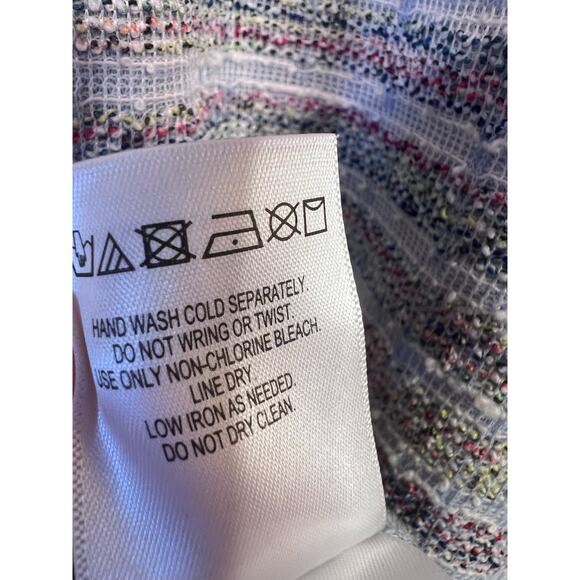 HAND WASH COLD SEPARATELY.
DO NOT WRING OR TWIST.
USE ONLY NON-CHLORINE BLEACH.
LINE DRY
LOW IRON AS NEEDED.
DO NOT DRY CLEAN.